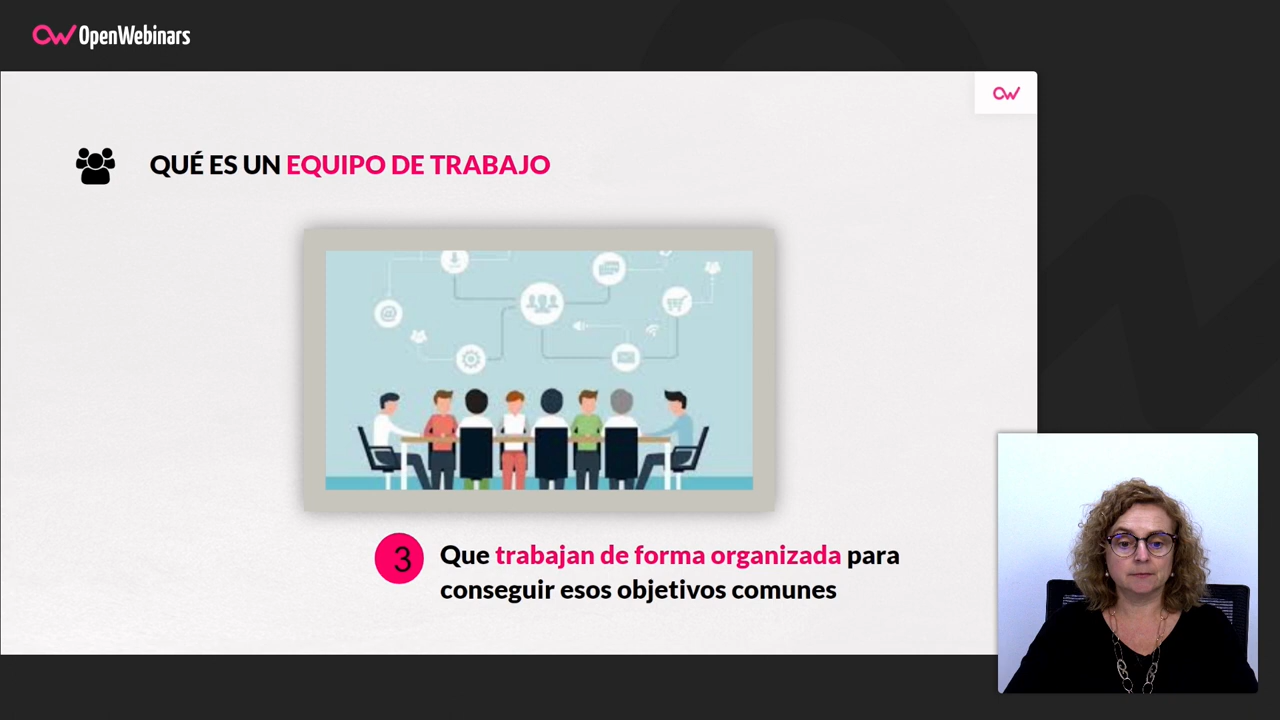 OpenWebinars
QUÉ ES UN EQUIPO DE TRABAJO
3
Que trabajan de forma organizada para
conseguir esos objetivos comunes